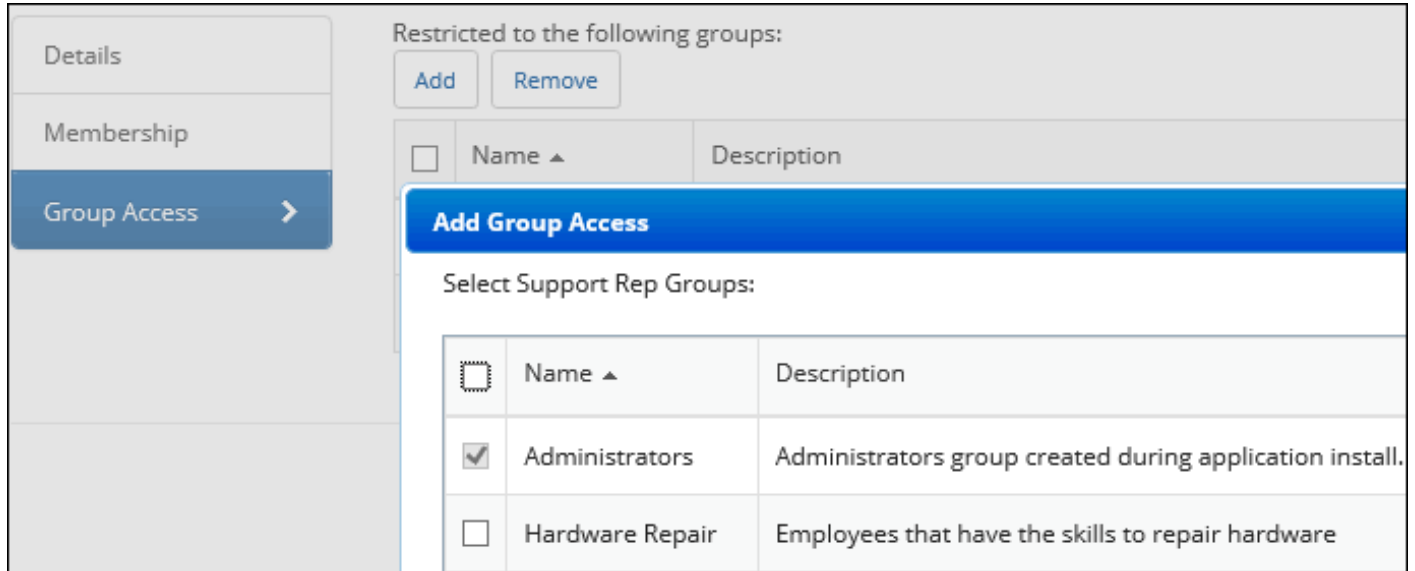 Details
Membership
Group Access
Restricted to the following groups:
Add Remove
Name Description
Add Group Access
Select Support Rep Groups:
Name Description
Administrators Administrators group created during application install.
Hardware Repair Employees that have the skills to repair hardware